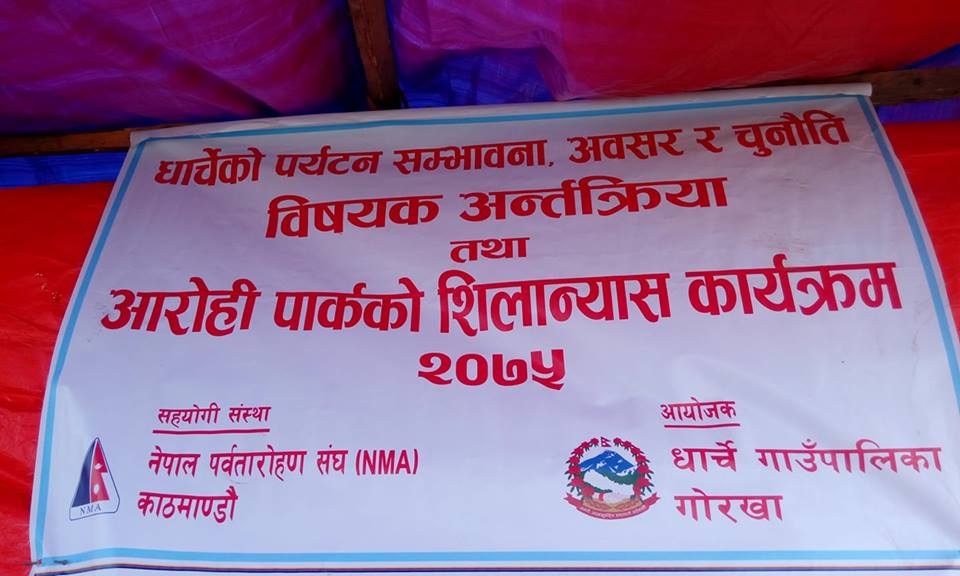 धार्चेको पर्यटन सम्भावना, अवसर र चुनौति
विषयक अर्न्तक्रिया
तथा
आरोही पार्कको शिलान्यास कार्यक्रम
२०७५
सहयोगी संस्था
नेपाल पर्वतारोहण संघ (NMA)
काठमाण्डौ
NMA
आयोजक
धार्चे गाउँपालिका
गोरखा